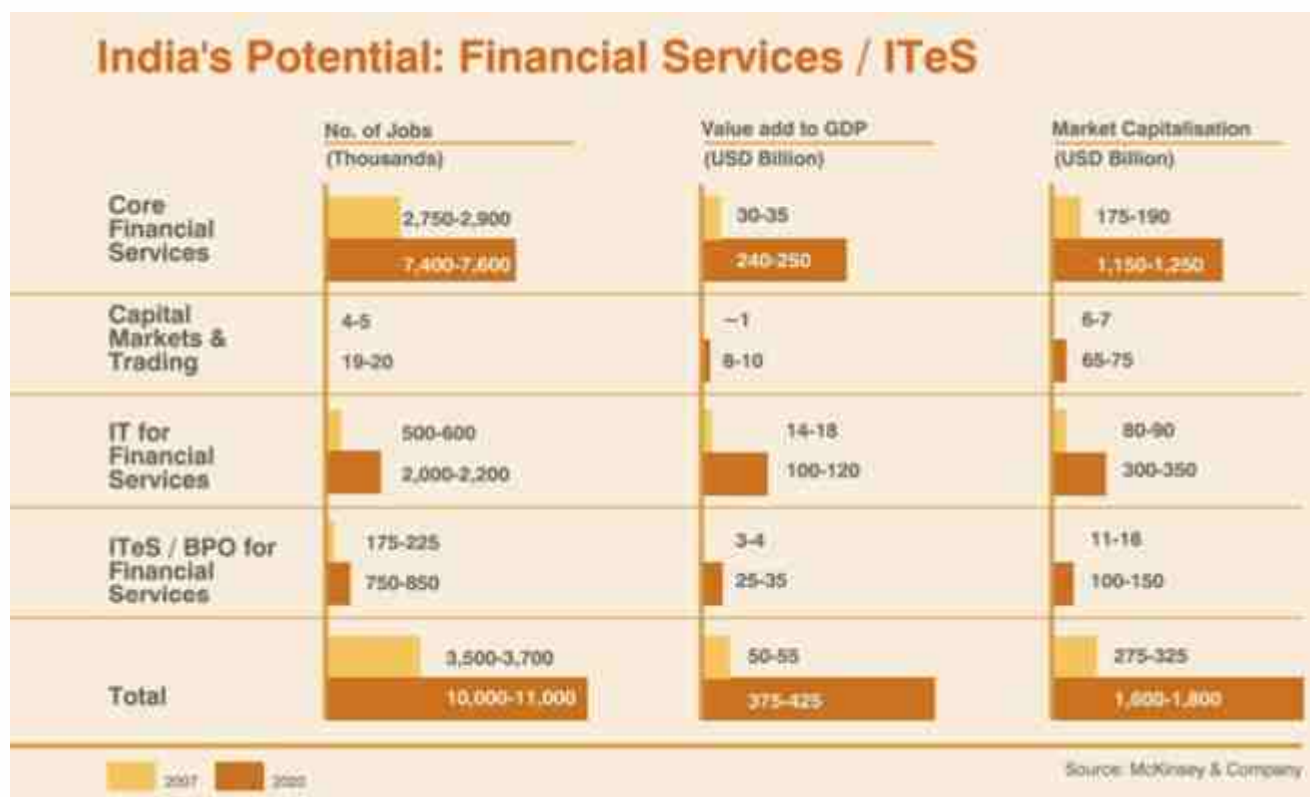 India's Potential: Financial Services / ITeS
No. of Jobs
(Thousands)
Value add to GDP
(USD Billion)
Market Capitalisation
(USD Billion)
Core
Financial
Services
2,750-2,900
7,400-7,600
30-35
240-250
175-190
1,150-1,250
Capital
Markets &
Trading
4-5
19-20
~1
8-10
6-7
65-75
IT for
Financial
Services
500-600
2,000-2,200
14-18
100-120
80-90
300-350
ITeS / BPO for
Financial
Services
175-225
750-850
3-4
25-35
11-16
100-150
Total
3,500-3,700
10,000-11,000
50-55
375-425
275-325
1,600-1,800
2007
2020
Source: McKinsey & Company